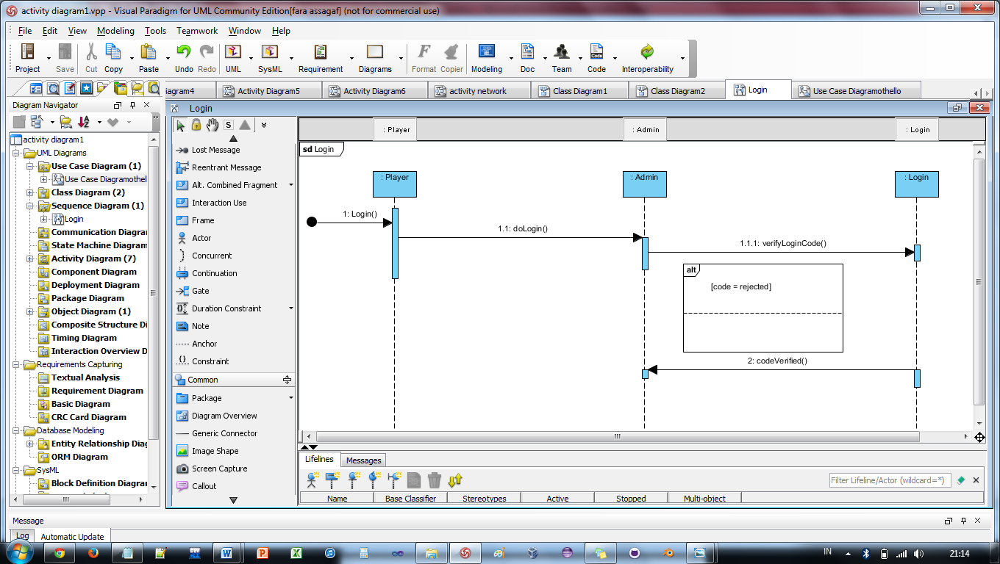 activity diagram1.vpp - Visual Paradigm for UML Community Edition[fara assagaf] (not for commercial use)
File Edit View Modeling Tools Teamwork Window Help
Project Save Cut Copy Paste Undo Redo UML SysML Requirement Diagrams Format Copier Modeling Doc Team Code Interoperability
iagram4 Activity Diagram5 Activity Diagram6 activity network Class Diagram1 Class Diagram2 Login Use Case Diagramothello
Diagram Navigator
activity diagram1
UML Diagrams
Use Case Diagram (1)
Use Case Diagramothel
Class Diagram (2)
Sequence Diagram (1)
Login
Communication Diagra
State Machine Diagram
Activity Diagram (7)
Component Diagram
Deployment Diagram
Package Diagram
Object Diagram (1)
Composite Structure Di
Timing Diagram
Interaction Overview D
Requirements Capturing
Textual Analysis
Requirement Diagram
Basic Diagram
CRC Card Diagram
Database Modeling
Entity Relationship Diag
ORM Diagram
SysML
Block Definition Diagran
Login
S
Lost Message
Reentrant Message
Alt. Combined Fragment
Interaction Use
Frame
Actor
Concurrent
Continuation
Gate
Duration Constraint
Note
Anchor
Constraint
Common
Package
Diagram Overview
Generic Connector
Image Shape
Screen Capture
Callout
: Player : Admin : Login
sd Login
: Player : Admin : Login
1: Login()
1.1: doLogin()
1.1.1: verifyLoginCode()
alt
[code = rejected]
2: codeVerified()
Lifelines Messages
Filter Lifeline/Actor (wildcard=*)
Name Base Classifier Stereotypes Active Stopped Multi-object
Message
Log Automatic Update
IN 21:14